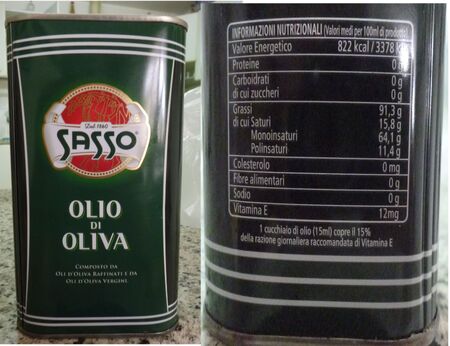 Dal 1860
SASSO
OLIO
DI
OLIVA
COMPOSTO DA
OLI D'OLIVA RAFFINATI E DA
OLI D'OLIVA VERGINI.
INFORMAZIONI NUTRIZIONALI (Valori medi per 100ml di prodotto)
Valore Energetico 822 kcal / 3378
Proteine 0 g
Carboidrati 0 g
di cui zuccheri 0 g
Grassi 91,3 g
di cui Saturi 15,8 g
Monoinsaturi 64,1 g
Polinsaturi 11,4 g
Colesterolo 0 mg
Fibre alimentari 0 g
Sodio 0 g
Vitamina E 12mg
1 cucchiaio di olio (15ml) copre il 15%
della razione giornaliera raccomandata di Vitamina E